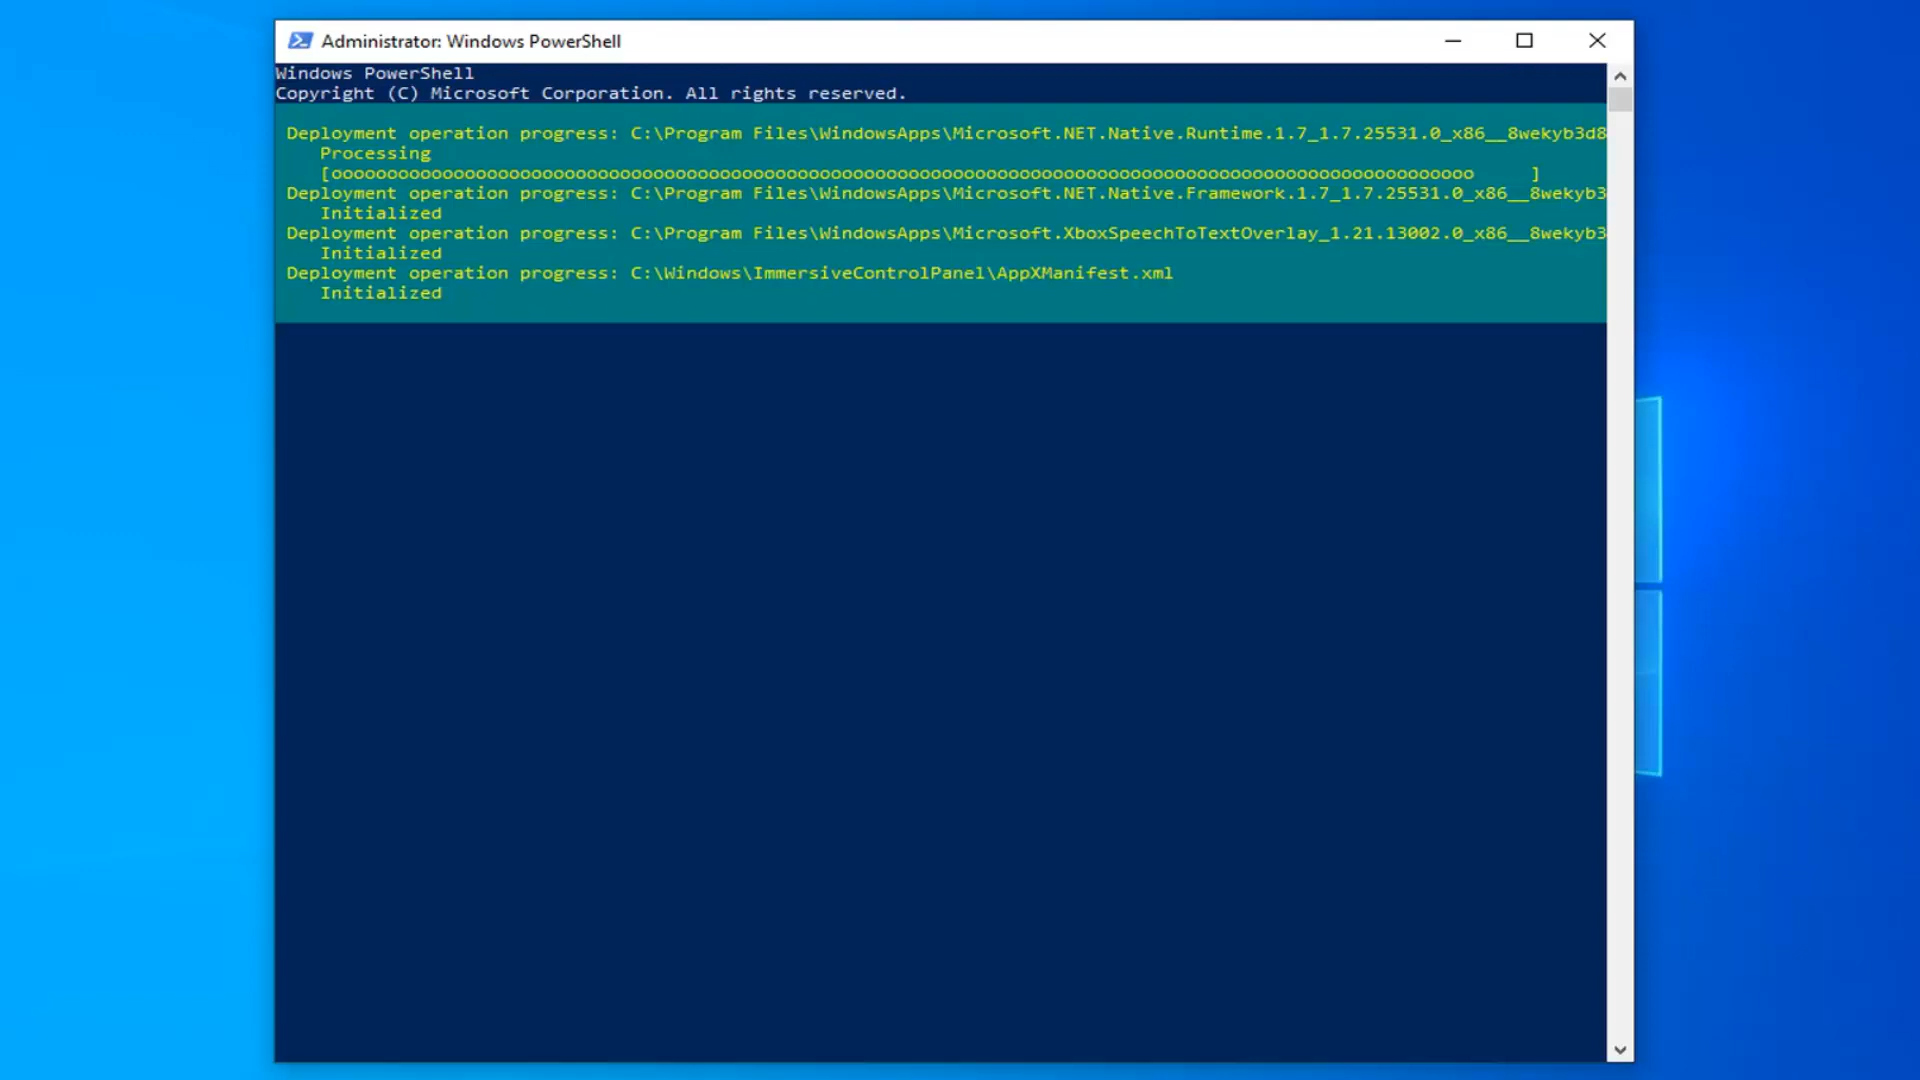 Administrator: Windows PowerShell
Windows PowerShell
Copyright (C) Microsoft Corporation. All rights reserved.
Deployment operation progress: C:\Program Files\WindowsApps\Microsoft.NET.Native.Runtime.1.7_1.7.25531.0_x86__8wekyb3d8
Processing
[ooooooooooooooooooooooooooooooooooooooooooooooooooooooooooooooooooooooooooooooooooooooooooooooooooooooo     ]
Deployment operation progress: C:\Program Files\WindowsApps\Microsoft.NET.Native.Framework.1.7_1.7.25531.0_x86__8wekyb3
Initialized
Deployment operation progress: C:\Program Files\WindowsApps\Microsoft.XboxSpeechToTextOverlay_1.21.13002.0_x86__8wekyb3
Initialized
Deployment operation progress: C:\Windows\ImmersiveControlPanel\AppXManifest.xml
Initialized